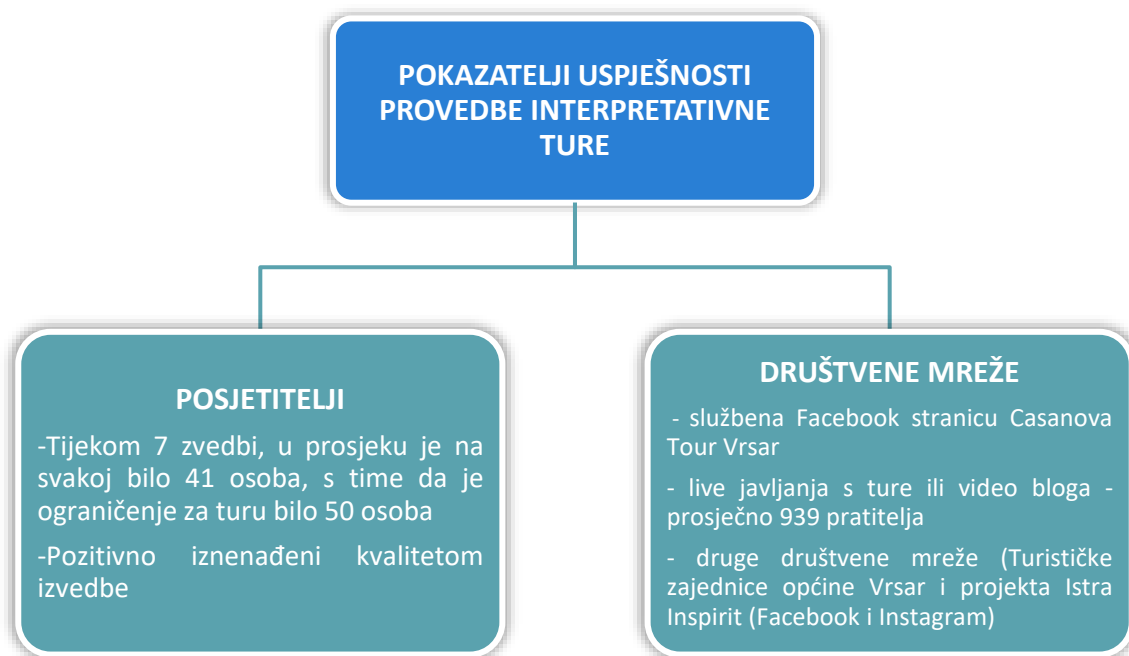 POKAZATELJI USPJEŠNOSTI
PROVEDBE INTERPRETATIVNE
TURE
POSJETITELJI
-Tijekom 7 zvedbi, u prosjeku je na
svakoj bilo 41 osoba, s time da je
ograničenje za turu bilo 50 osoba
-Pozitivno iznenađeni kvalitetom
izvedbe
DRUŠTVENE MREŽE
- službena Facebook stranicu Casanova
Tour Vrsar
- live javljanja s ture ili video bloga -
prosječno 939 pratitelja
- druge društvene mreže (Turističke
zajednice općine Vrsar i projekta Istra
Inspirit (Facebook i Instagram)